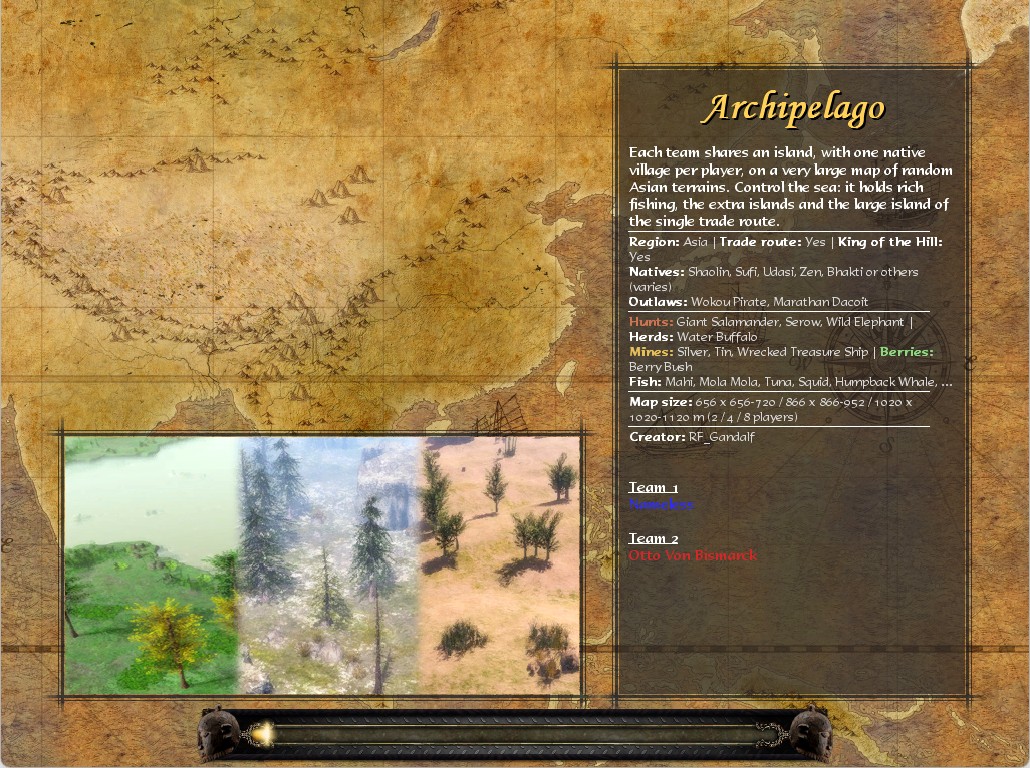 Archipelago
Each team shares an island, with one native
village per player, on a very large map of random
Asian terrains. Control the sea: it holds rich
fishing, the extra islands and the large island of
the single trade route.
Region: Asia | Trade route: Yes | King of the Hill:
Yes
Natives: Shaolin, Sufi, Udasi, Zen, Bhakti or others
(varies)
Outlaws: Wokou Pirate, Marathan Dacoit
Hunts: Giant Salamander, Serow, Wild Elephant |
Herds: Water Buffalo
Mines: Silver, Tin, Wrecked Treasure Ship | Berries:
Berry Bush
Fish: Mahi, Mola Mola, Tuna, Squid, Humpback Whale, ...
Map size: 656 x 656-720 / 866 x 866-952 / 1020 x
1020-1120 m (2 / 4 / 8 players)
Creator: RF_Gandalf
Team 1
Team 2
Otto Von Bismarck